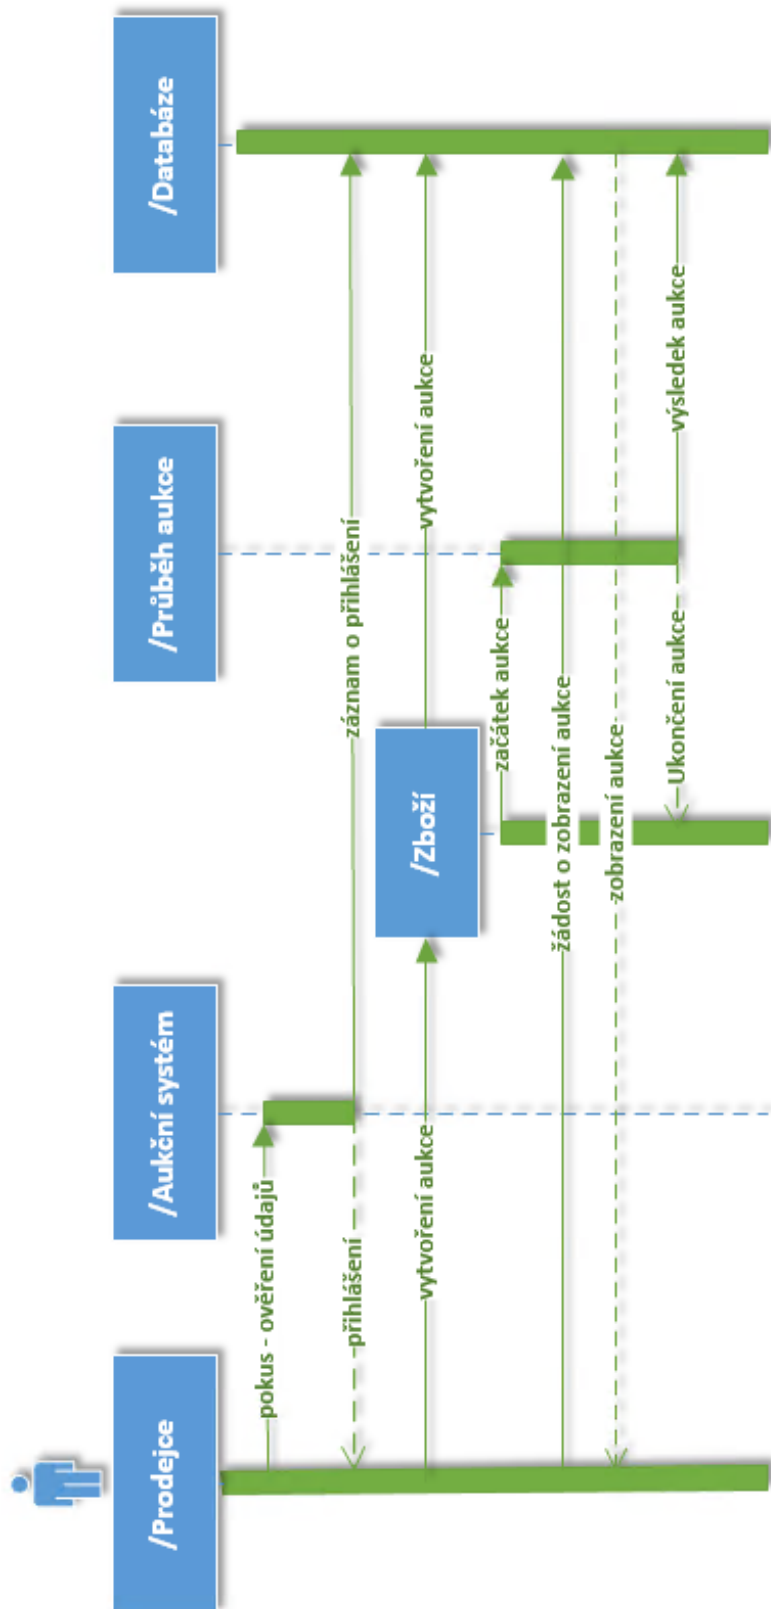 /Prodejce
/Aukční systém
/Průběh aukce
/Databáze
pokus - ověření údajů
přihlášení
záznam o přihlášení
vytvoření aukce
/Zboží
vytvoření aukce
začátek aukce
žádost o zobrazení aukce
zobrazení aukce
Ukončení aukce
výsledek aukce